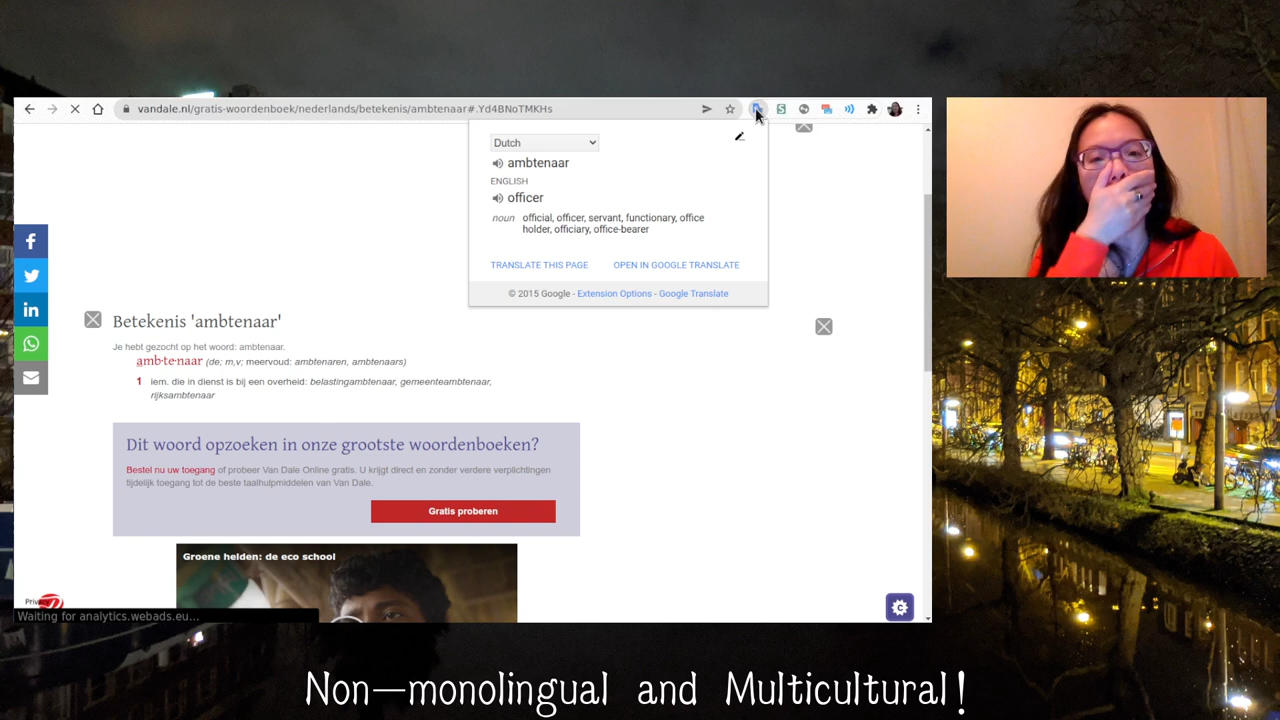 vandale.nl/gratis-woordenboek/nederlands/betekenis/ambtenaar#.Yd4BNoTMKHs
Dutch
ambtenaar
ENGLISH
officer
noun official, officer, servant, functionary, office
holder, officiary, office-bearer
TRANSLATE THIS PAGE OPEN IN GOOGLE TRANSLATE
© 2015 Google - Extension Options - Google Translate
Betekenis 'ambtenaar'
Je hebt gezocht op het woord: ambtenaar.
amb·te·naar (de; m,v; meervoud: ambtenaren, ambtenaars)
1 iem. die in dienst is bij een overheid: belastingambtenaar, gemeenteambtenaar,
rijksambtenaar
Dit woord opzoeken in onze grootste woordenboeken?
Bestel nu uw toegang of probeer Van Dale Online gratis. U krijgt direct en zonder verdere verplichtingen
tijdelijk toegang tot de beste taalhulpmiddelen van Van Dale.
Gratis proberen
Groene helden: de eco school
Waiting for analytics.webads.eu...
Non-monolingual and Multicultural!